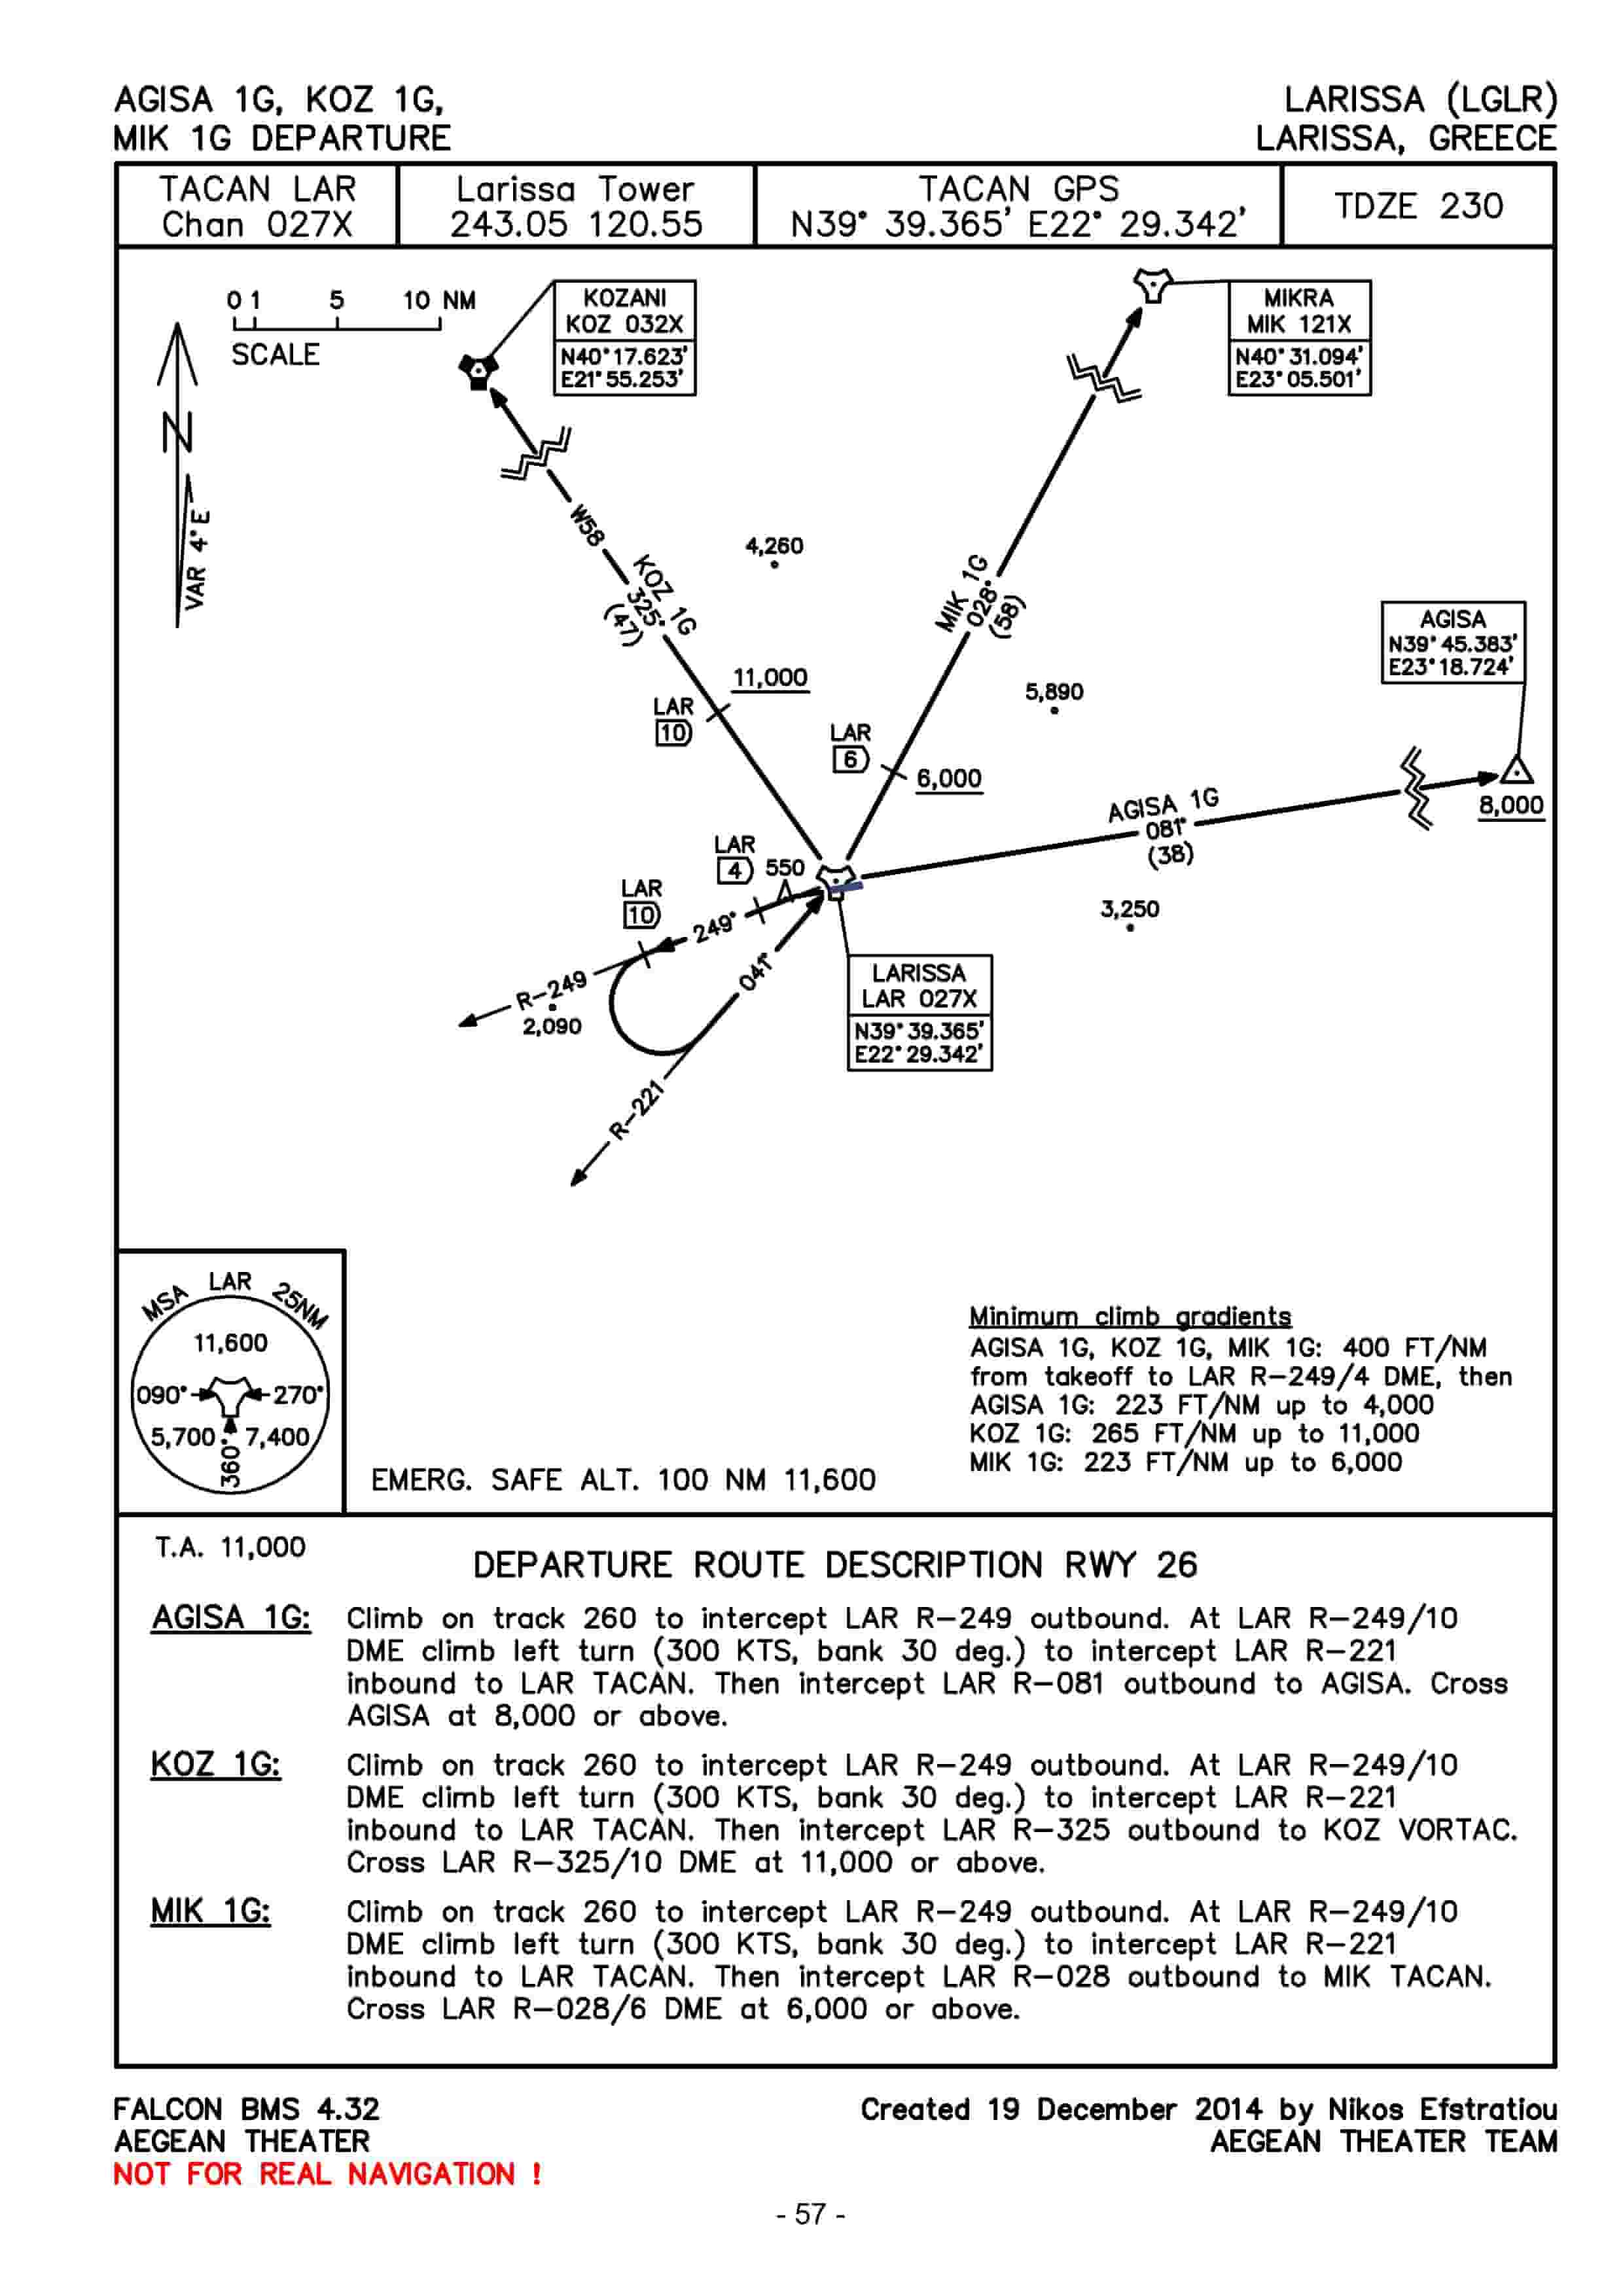 AGISA 1G, KOZ 1G,
MIK 1G DEPARTURE
LARISSA (LGLR)
LARISSA, GREECE
TACAN LAR
Chan 027X
Larissa Tower
243.05 120.55
TACAN GPS
N39° 39.365' E22° 29.342'
TDZE 230
0 1 5 10 NM
SCALE
N
VAR 4°E
KOZANI
KOZ 032X
N40°17.623'
E21°55.253'
MIKRA
MIK 121X
N40°31.094'
E23°05.501'
W58
KOZ 1G
325°
(47)
4,260
MIK 1G
028°
(58)
AGISA
N39°45.383'
E23°18.724'
11,000
LAR
10
5,890
LAR
6
6,000
AGISA 1G
081°
(38)
8,000
LAR
4
550
LAR
10
249°
3,250
041°
R-249
2,090
LARISSA
LAR 027X
N39°39.365'
E22°29.342'
R-221
MSA LAR 25NM
11,600
090° 270°
5,700 7,400
360°
EMERG. SAFE ALT. 100 NM 11,600
Minimum climb gradients
AGISA 1G, KOZ 1G, MIK 1G: 400 FT/NM
from takeoff to LAR R-249/4 DME, then
AGISA 1G: 223 FT/NM up to 4,000
KOZ 1G: 265 FT/NM up to 11,000
MIK 1G: 223 FT/NM up to 6,000
T.A. 11,000
DEPARTURE ROUTE DESCRIPTION RWY 26
AGISA 1G: Climb on track 260 to intercept LAR R-249 outbound. At LAR R-249/10
DME climb left turn (300 KTS, bank 30 deg.) to intercept LAR R-221
inbound to LAR TACAN. Then intercept LAR R-081 outbound to AGISA. Cross
AGISA at 8,000 or above.
KOZ 1G: Climb on track 260 to intercept LAR R-249 outbound. At LAR R-249/10
DME climb left turn (300 KTS, bank 30 deg.) to intercept LAR R-221
inbound to LAR TACAN. Then intercept LAR R-325 outbound to KOZ VORTAC.
Cross LAR R-325/10 DME at 11,000 or above.
MIK 1G: Climb on track 260 to intercept LAR R-249 outbound. At LAR R-249/10
DME climb left turn (300 KTS, bank 30 deg.) to intercept LAR R-221
inbound to LAR TACAN. Then intercept LAR R-028 outbound to MIK TACAN.
Cross LAR R-028/6 DME at 6,000 or above.
FALCON BMS 4.32
AEGEAN THEATER
NOT FOR REAL NAVIGATION !
Created 19 December 2014 by Nikos Efstratiou
AEGEAN THEATER TEAM
- 57 -